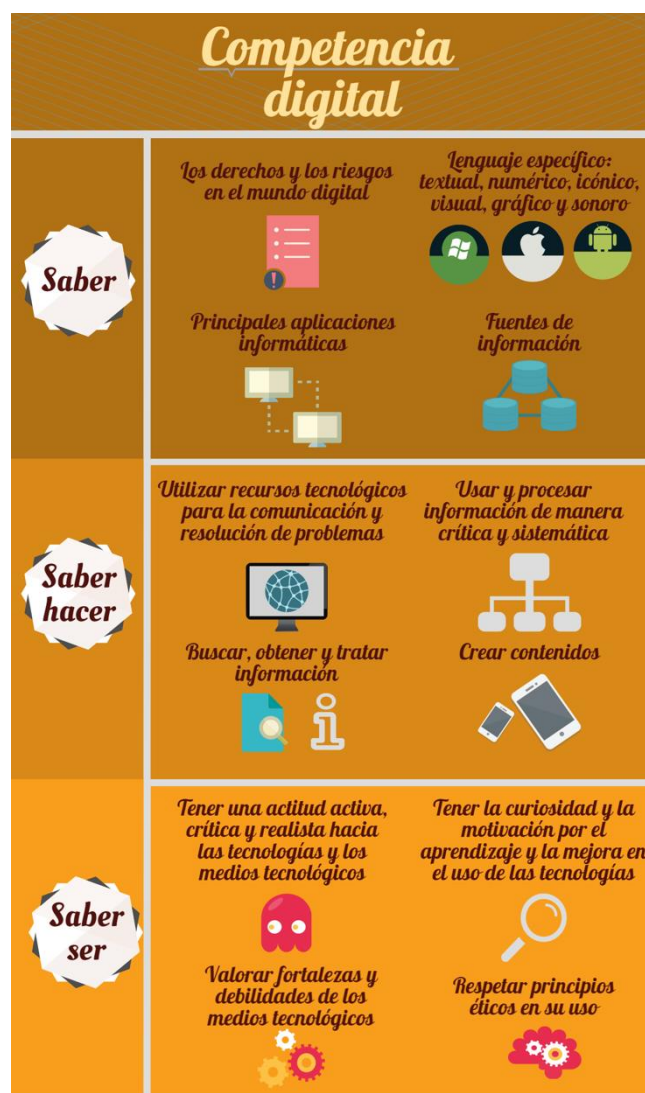 Competencia
digital
Saber
Los derechos y los riesgos
en el mundo digital
Lenguaje específico:
textual, numérico, icónico,
visual, gráfico y sonoro
Principales aplicaciones
informáticas
Fuentes de
información
Saber
hacer
Utilizar recursos tecnológicos
para la comunicación y
resolución de problemas
Usar y procesar
información de manera
crítica y sistemática
Buscar, obtener y tratar
información
Crear contenidos
Saber
ser
Tener una actitud activa,
crítica y realista hacia
las tecnologías y los
medios tecnológicos
Tener la curiosidad y la
motivación por el
aprendizaje y la mejora en
el uso de las tecnologías
Valorar fortalezas y
debilidades de los
medios tecnológicos
Respetar principios
éticos en su uso